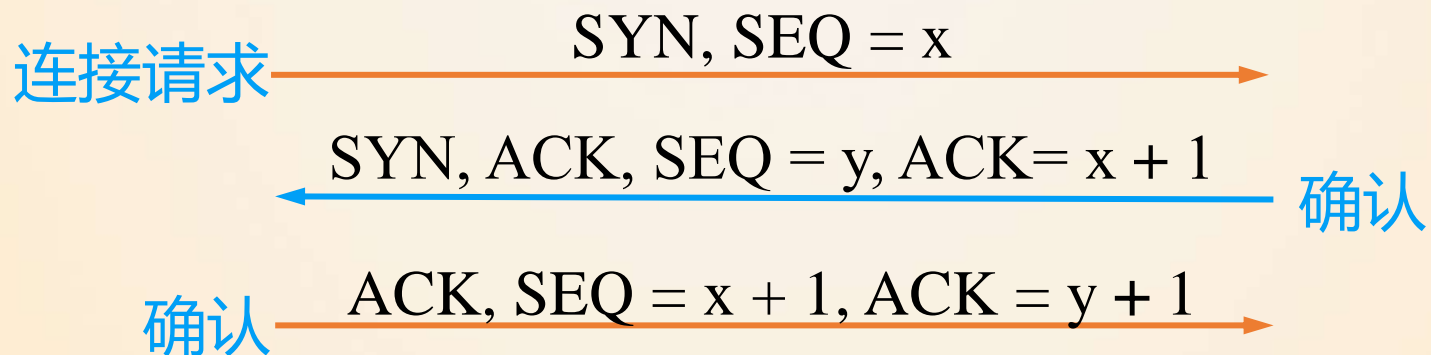 SYN, SEQ = x
连接请求
SYN, ACK, SEQ = y, ACK= x + 1
确认
ACK, SEQ = x + 1, ACK = y + 1
确认